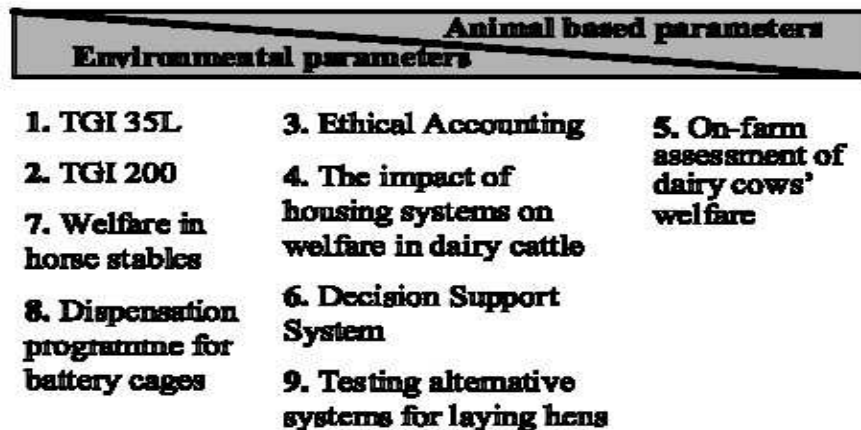 Animal based parameters
Environmental parameters
1. TGI 35L
2. TGI 200
7. Welfare in
horse stables
8. Dispensation
programme for
battery cages
3. Ethical Accounting
4. The impact of
housing systems on
welfare in dairy cattle
6. Decision Support
System
9. Testing alternative
systems for laying hens
5. On-farm
assessment of
dairy cows’
welfare